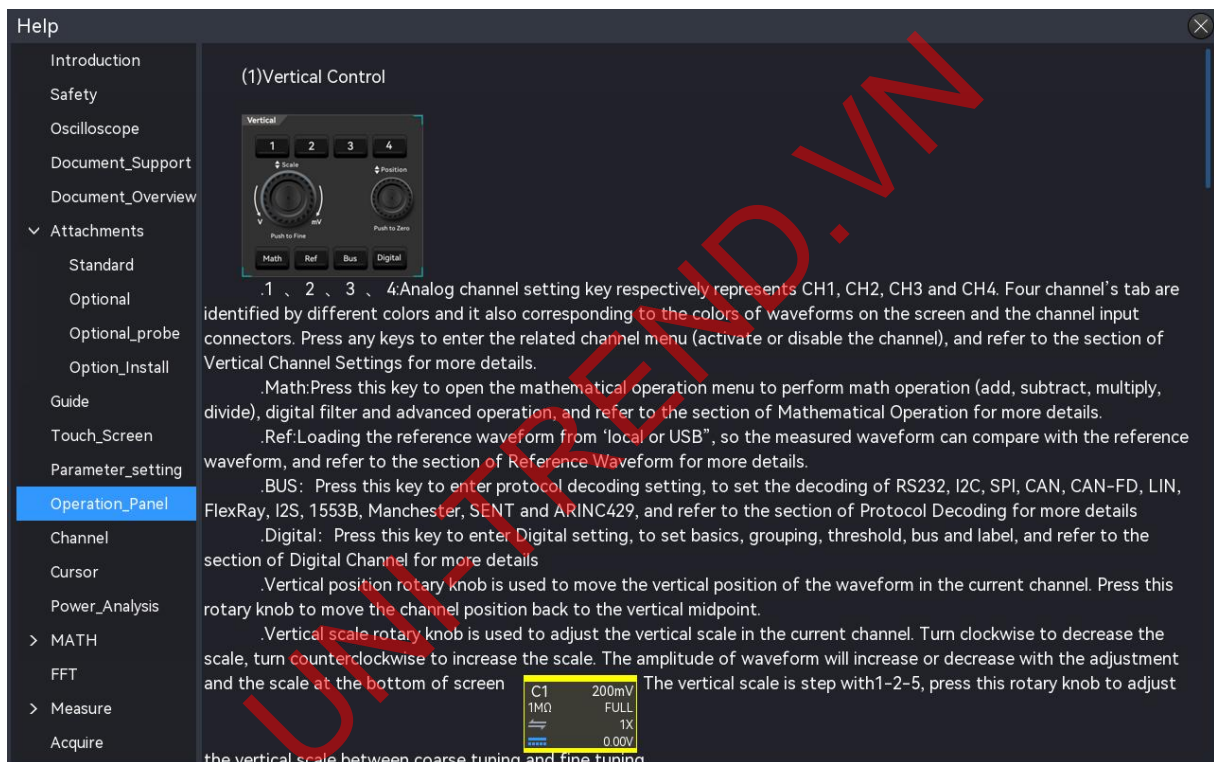 Help
Introduction
Safety
Oscilloscope
Document_Support
Document_Overview
Attachments
Standard
Optional
Optional_probe
Option_Install
Guide
Touch_Screen
Parameter_setting
Operation_Panel
Channel
Cursor
Power_Analysis
MATH
FFT
Measure
Acquire
(1)Vertical Control
Vertical
1 2 3 4
Scale
Position
V mV
Push to Fine
Push to Zero
Math Ref Bus Digital
.1 、 2 、 3 、 4:Analog channel setting key respectively represents CH1, CH2, CH3 and CH4. Four channel's tab are
identified by different colors and it also corresponding to the colors of waveforms on the screen and the channel input
connectors. Press any keys to enter the related channel menu (activate or disable the channel), and refer to the section of
Vertical Channel Settings for more details.
.Math:Press this key to open the mathematical operation menu to perform math operation (add, subtract, multiply,
divide), digital filter and advanced operation, and refer to the section of Mathematical Operation for more details.
.Ref:Loading the reference waveform from ‘local or USB”, so the measured waveform can compare with the reference
waveform, and refer to the section of Reference Waveform for more details.
.BUS：Press this key to enter protocol decoding setting, to set the decoding of RS232, I2C, SPI, CAN, CAN-FD, LIN,
FlexRay, I2S, 1553B, Manchester, SENT and ARINC429, and refer to the section of Protocol Decoding for more details
.Digital：Press this key to enter Digital setting, to set basics, grouping, threshold, bus and label, and refer to the
section of Digital Channel for more details
.Vertical position rotary knob is used to move the vertical position of the waveform in the current channel. Press this
rotary knob to move the channel position back to the vertical midpoint.
.Vertical scale rotary knob is used to adjust the vertical scale in the current channel. Turn clockwise to decrease the
scale, turn counterclockwise to increase the scale. The amplitude of waveform will increase or decrease with the adjustment
and the scale at the bottom of screen The vertical scale is step with1-2-5, press this rotary knob to adjust
C1 200mV
1MΩ FULL
1X
0.00V
the vertical scale between coarse tuning and fine tuning
UNI-TREND.VN